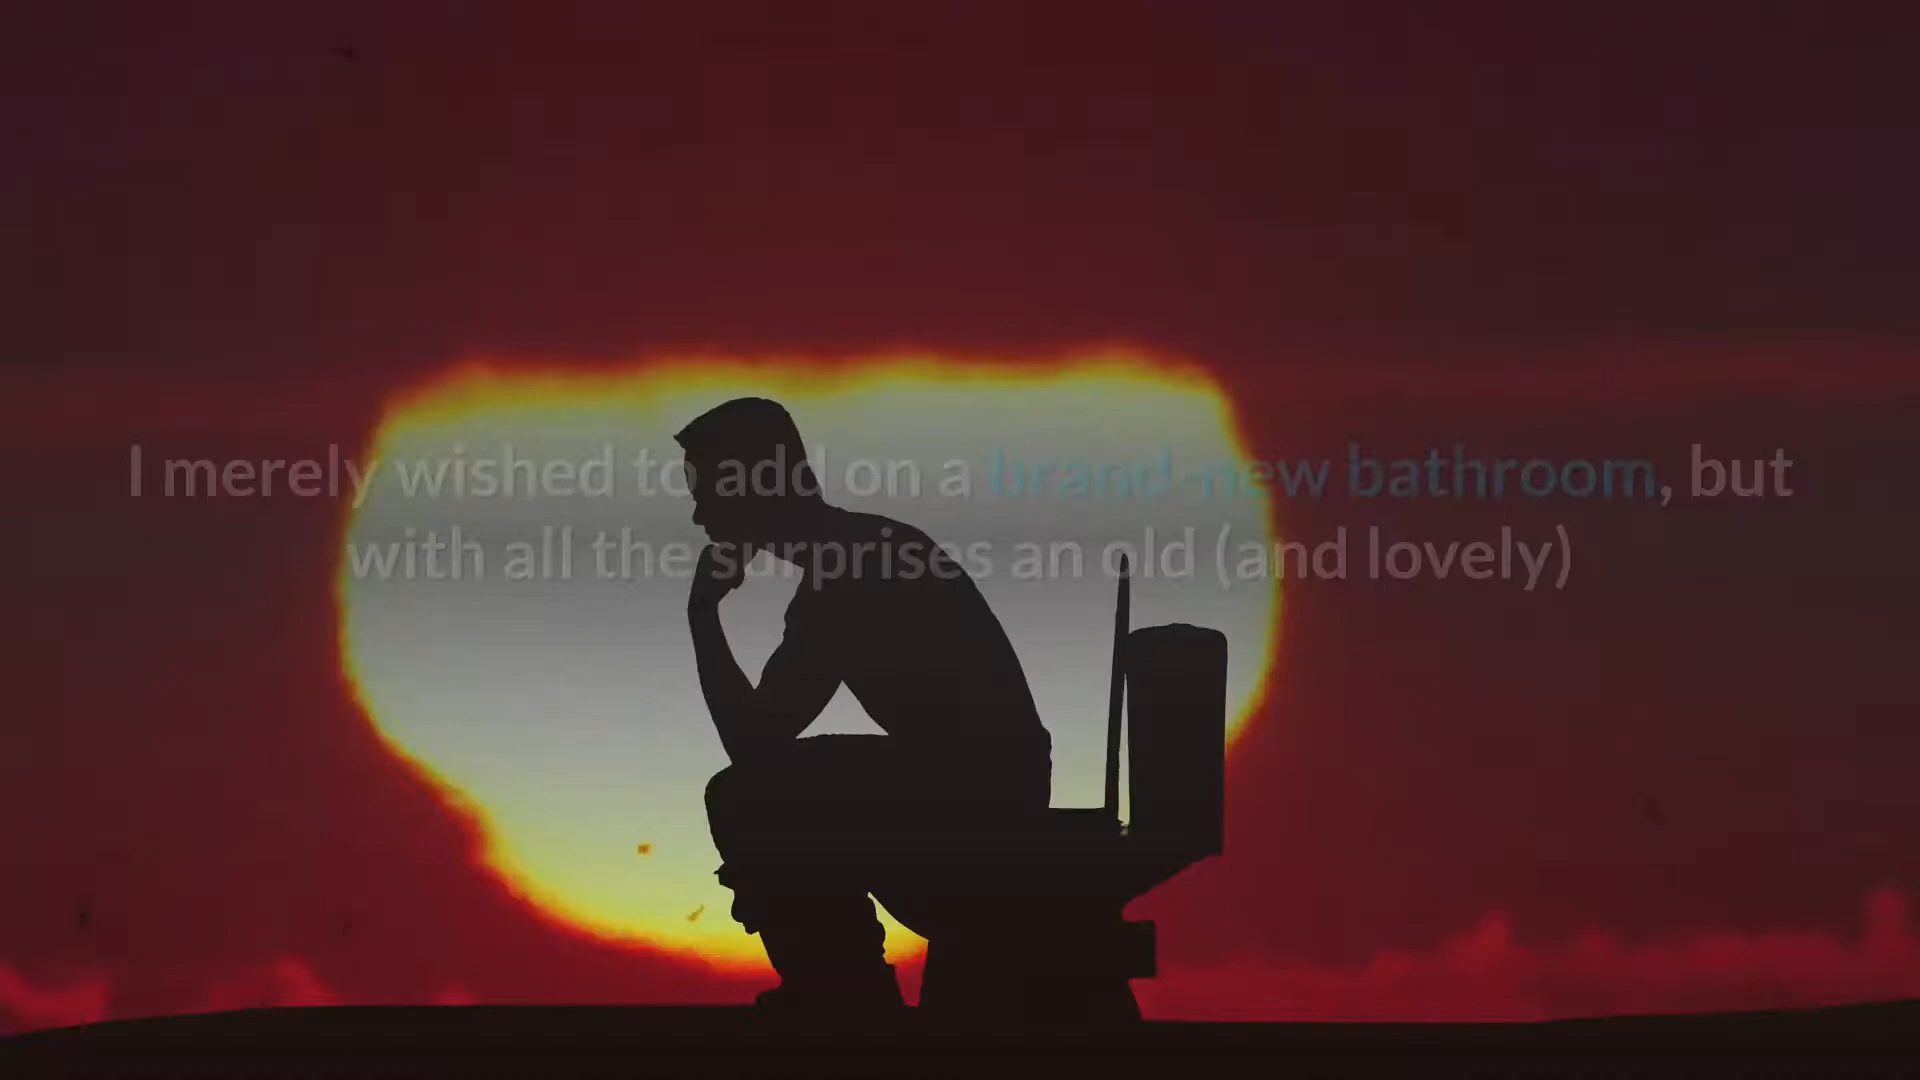 I merely wished to add on a brand-new bathroom, but
with all the surprises an old (and lovely)